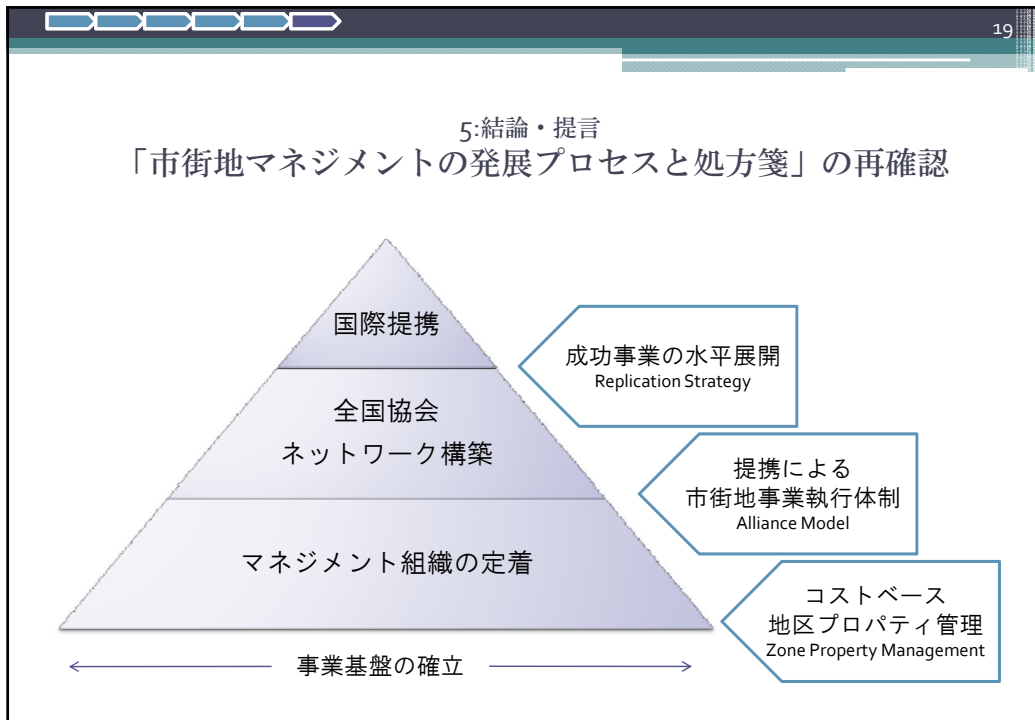 19
5:結論・提言
「市街地マネジメントの発展プロセスと処方箋」の再確認
国際提携
全国協会
ネットワーク構築
マネジメント組織の定着
事業基盤の確立
成功事業の水平展開
Replication Strategy
提携による
市街地事業執行体制
Alliance Model
コストベース
地区プロパティ管理
Zone Property Management